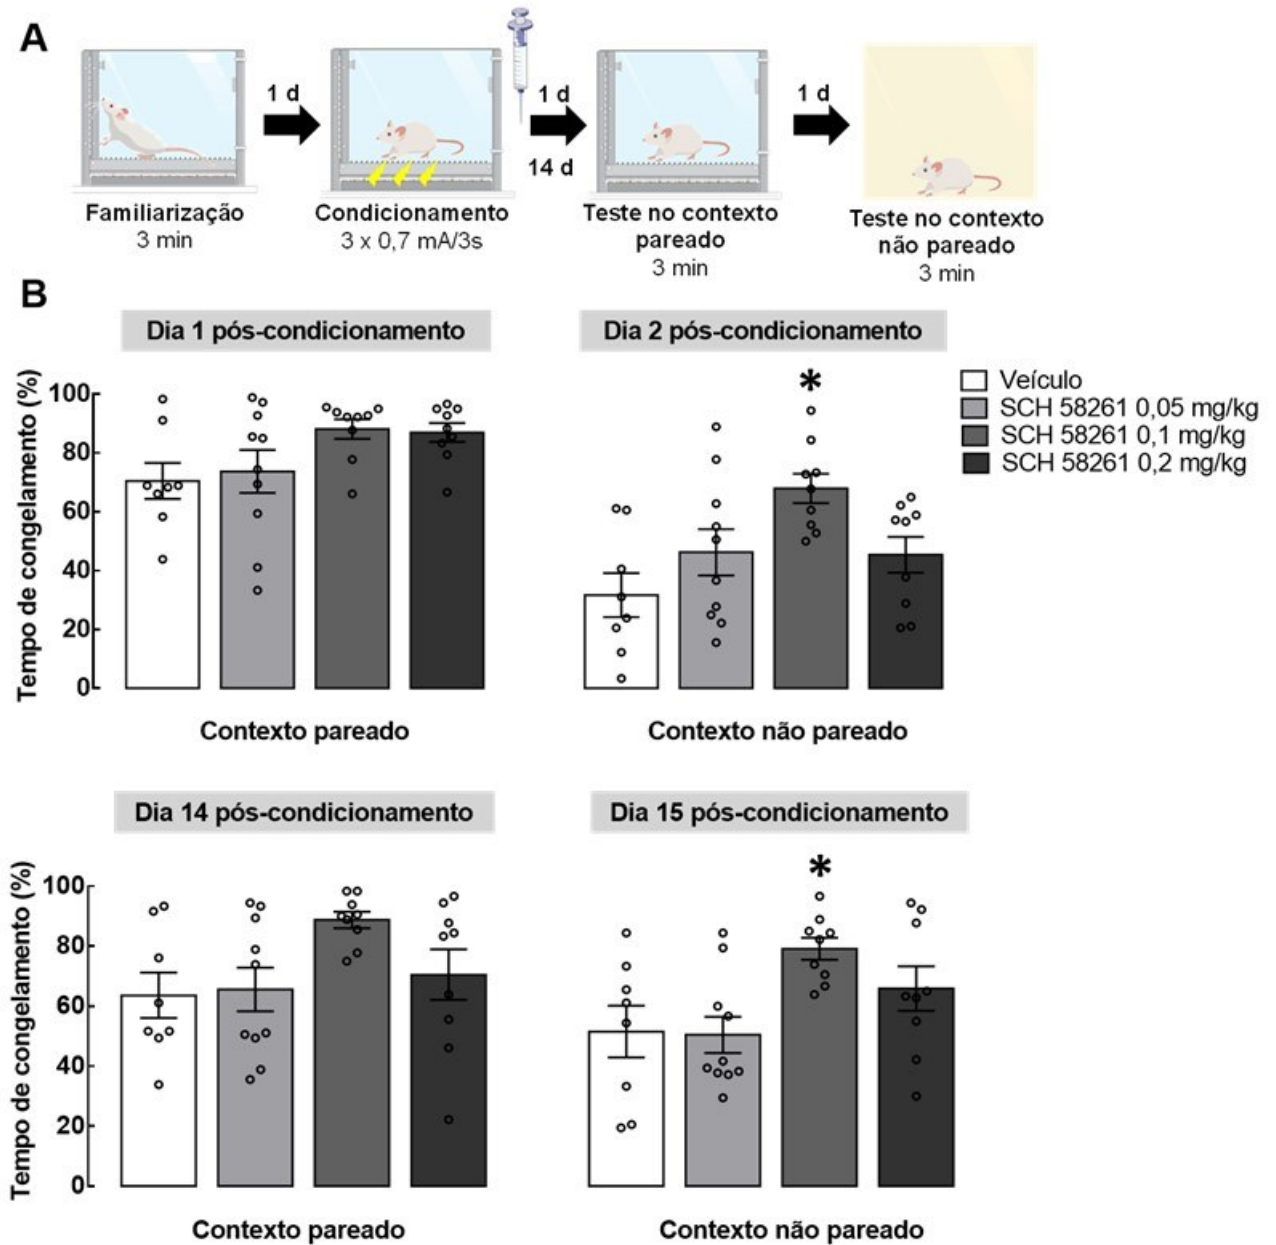 A
1 d
1 d
14 d
1 d
Familiarização
3 min
Condicionamento
3 x 0,7 mA/3s
Teste no contexto
pareado
3 min
Teste no contexto
não pareado
3 min
B
Dia 1 pós-condicionamento
Dia 2 pós-condicionamento
Tempo de congelamento (%)
100
80
60
40
20
0
*
Veículo
SCH 58261 0,05 mg/kg
SCH 58261 0,1 mg/kg
SCH 58261 0,2 mg/kg
Contexto pareado
Contexto não pareado
Dia 14 pós-condicionamento
Dia 15 pós-condicionamento
Tempo de congelamento (%)
100
80
60
40
20
0
*
Contexto pareado
Contexto não pareado